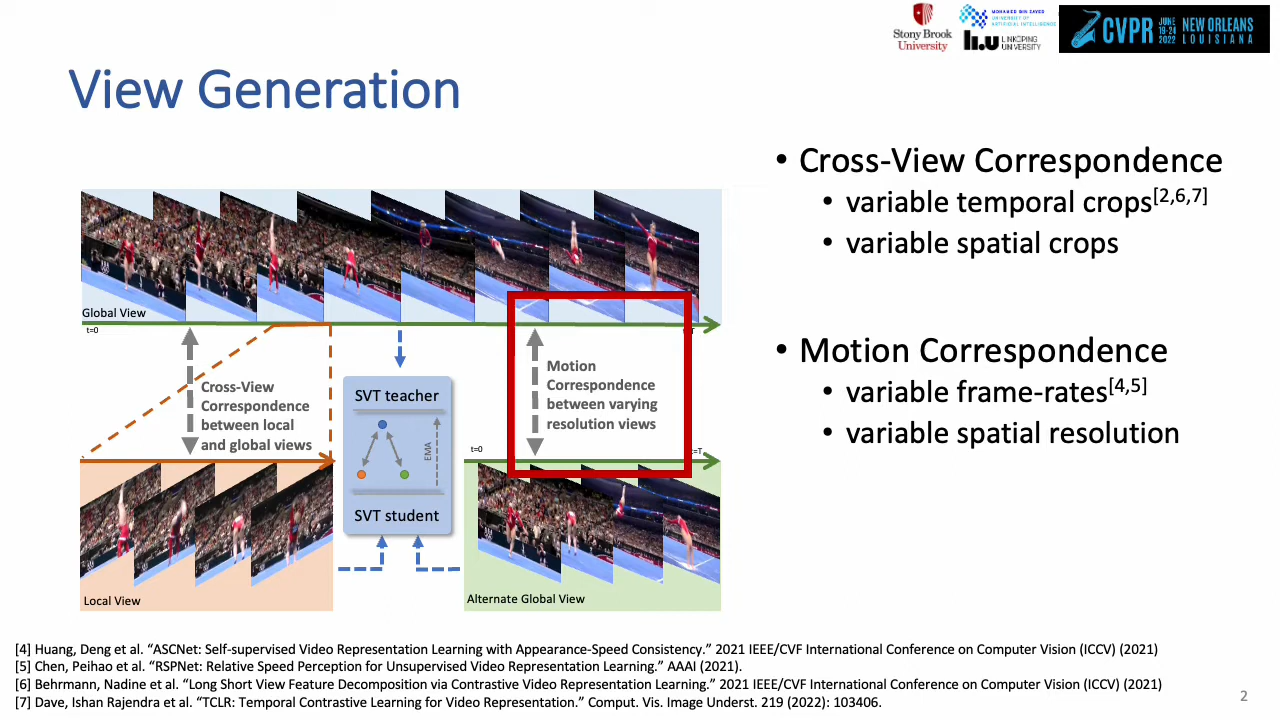 Stony Brook
University
MOHAMED BIN ZAYED
UNIVERSITY OF
ARTIFICIAL INTELLIGENCE
LINKÖPING
UNIVERSITY
CVPR JUNE 19-24 2022 NEW ORLEANS LOUISIANA
View Generation
• Cross-View Correspondence
• variable temporal crops[2,6,7]
• variable spatial crops
• Motion Correspondence
• variable frame-rates[4,5]
• variable spatial resolution
Global View
t=0
Cross-View
Correspondence
between local
and global views
SVT teacher
EMA
SVT student
Motion
Correspondence
between varying
resolution views
t=0
t=T
Local View
Alternate Global View
[4] Huang, Deng et al. “ASCNet: Self-supervised Video Representation Learning with Appearance-Speed Consistency.” 2021 IEEE/CVF International Conference on Computer Vision (ICCV) (2021)
[5] Chen, Peihao et al. “RSPNet: Relative Speed Perception for Unsupervised Video Representation Learning.” AAAI (2021).
[6] Behrmann, Nadine et al. “Long Short View Feature Decomposition via Contrastive Video Representation Learning.” 2021 IEEE/CVF International Conference on Computer Vision (ICCV) (2021)
[7] Dave, Ishan Rajendra et al. “TCLR: Temporal Contrastive Learning for Video Representation.” Comput. Vis. Image Underst. 219 (2022): 103406.
2